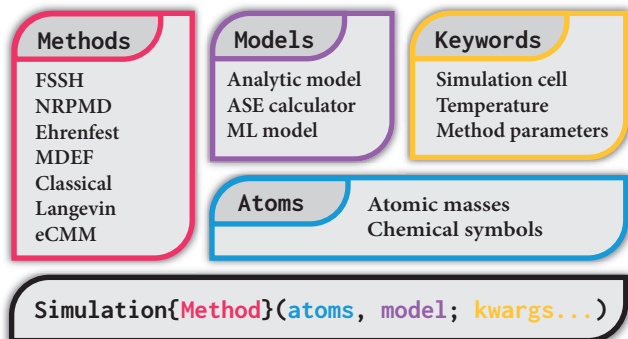 Methods
FSSH
NRPMD
Ehrenfest
MDEF
Classical
Langevin
eCMM
Models
Analytic model
ASE calculator
ML model
Keywords
Simulation cell
Temperature
Method parameters
Atoms
Atomic masses
Chemical symbols
Simulation{Method}(atoms, model; kwargs...)